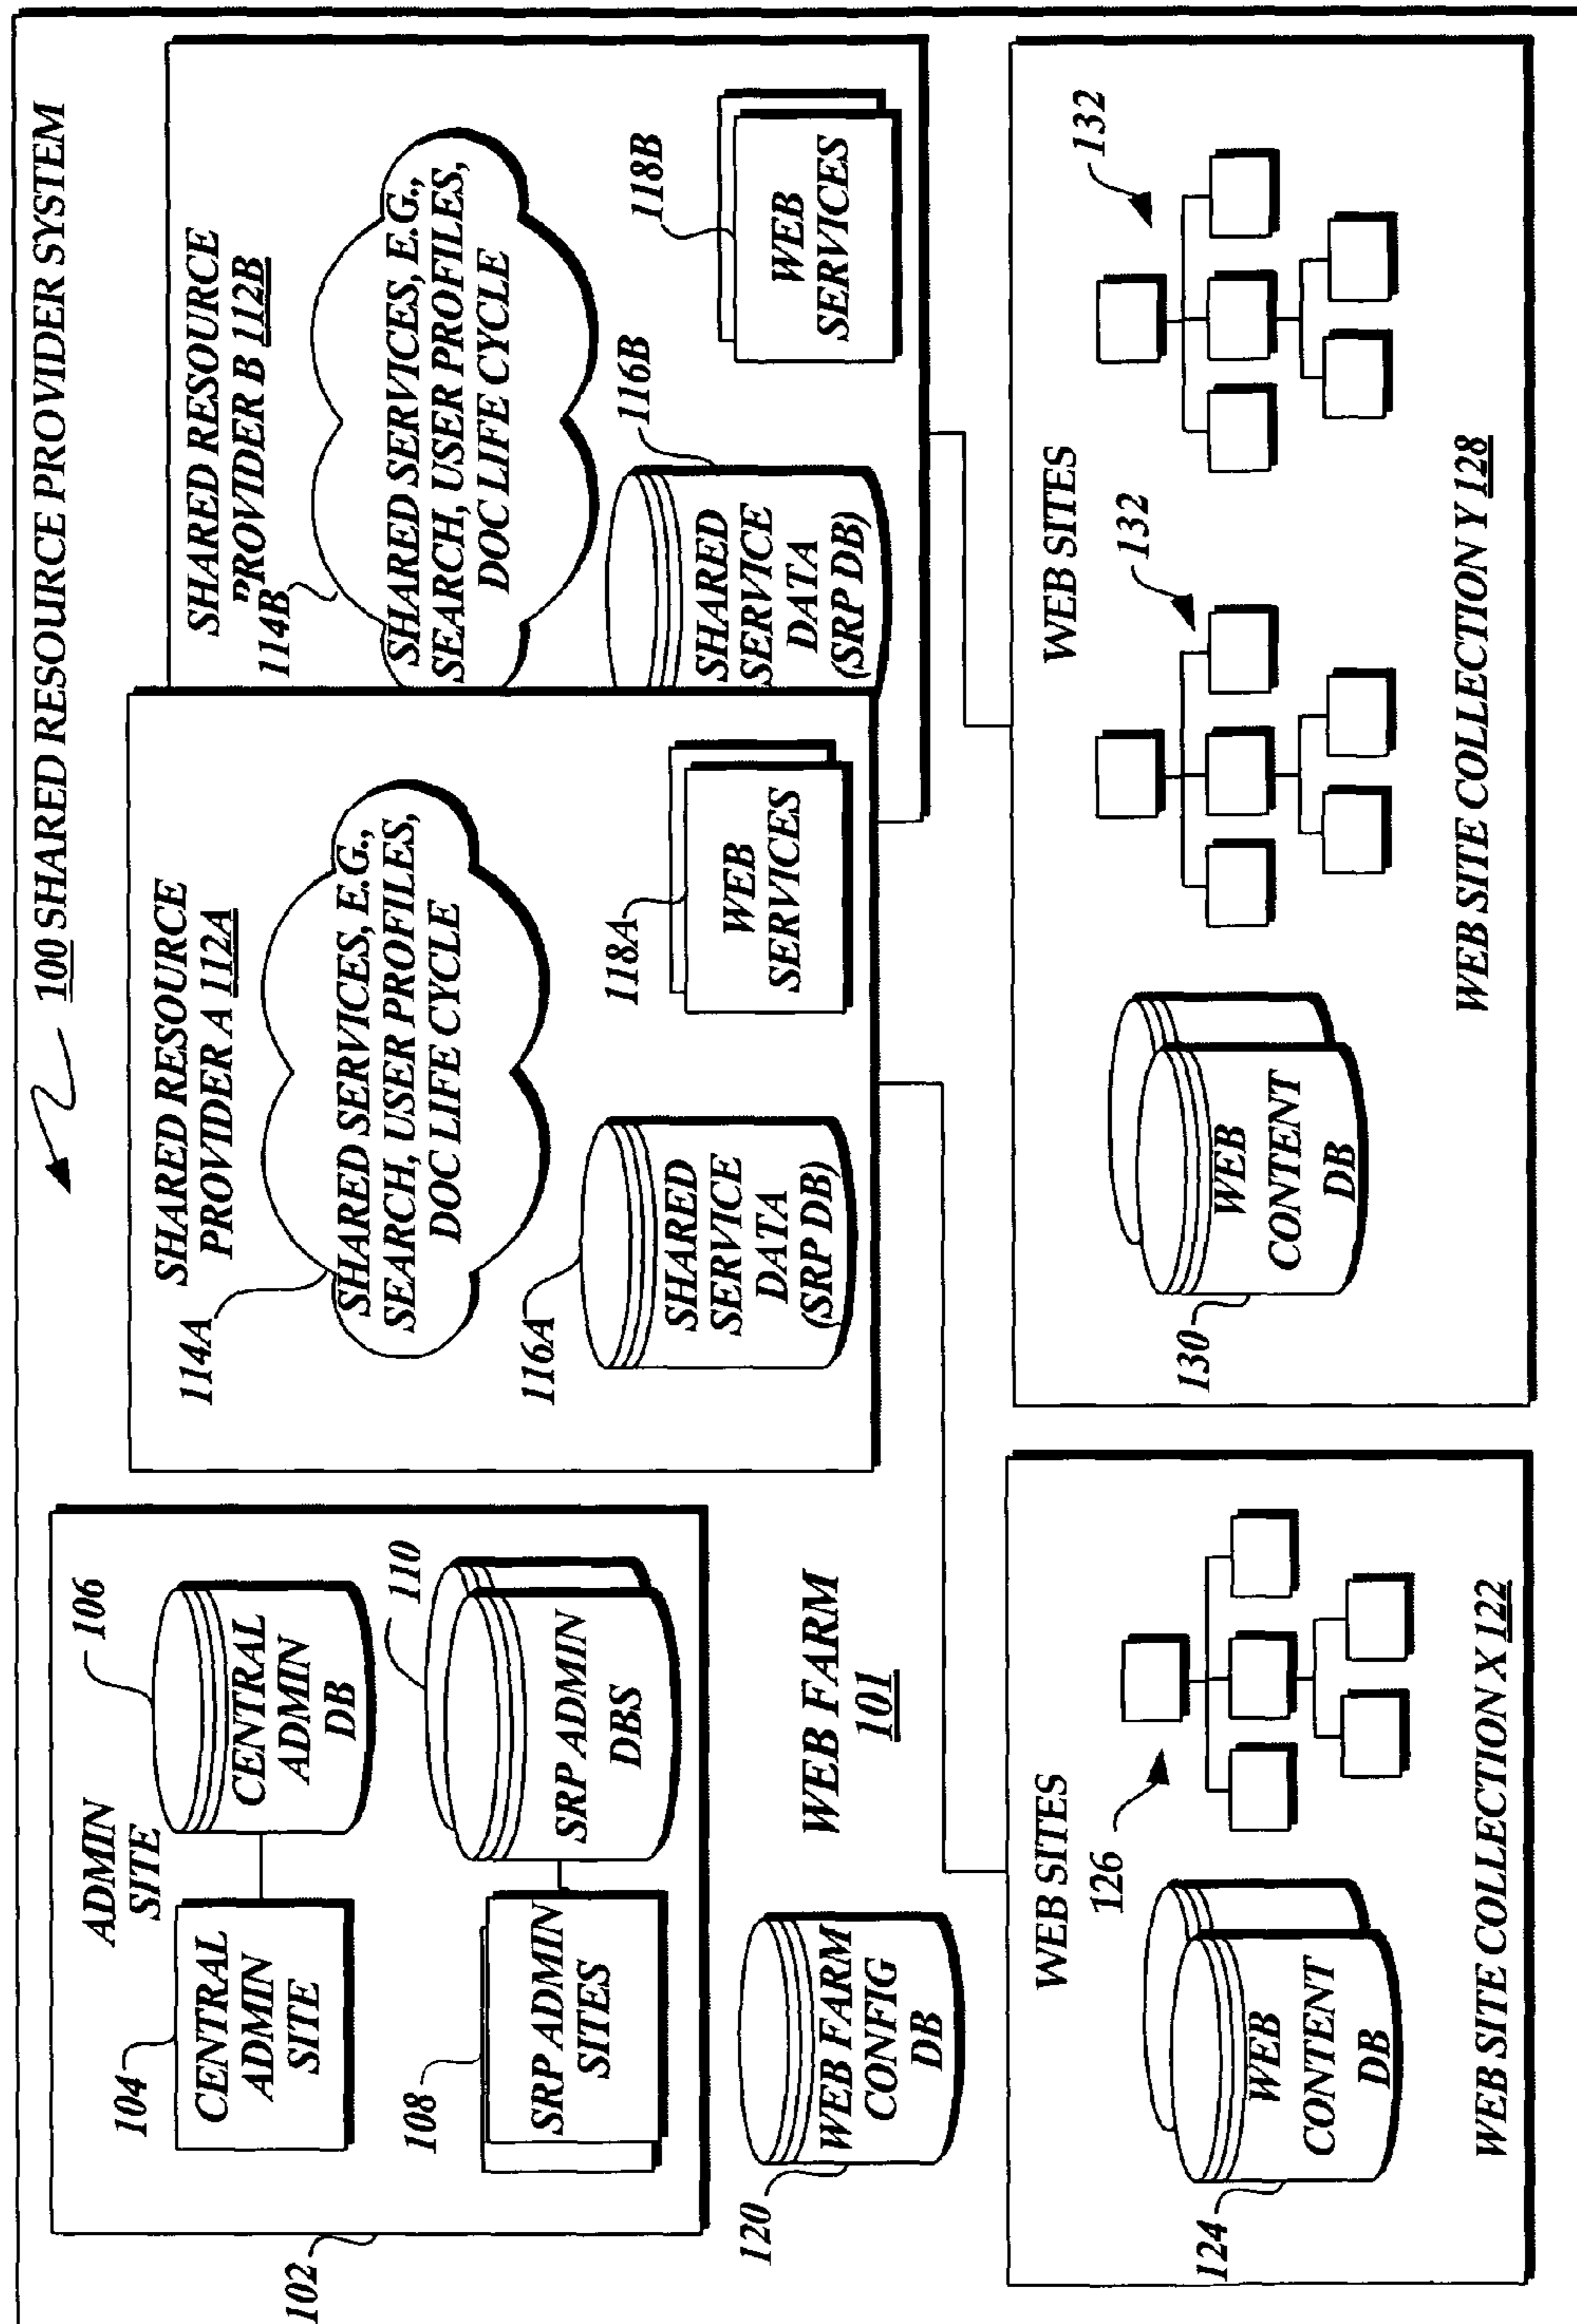 100 SHARED RESOURCE PROVIDER SYSTEM
102
ADMIN
SITE
104
CENTRAL
ADMIN
SITE
106
CENTRAL
ADMIN
DB
108
SRP ADMIN
SITES
110
SRP ADMIN
DBS
SHARED RESOURCE
PROVIDER A 112A
114A
SHARED SERVICES, E.G.,
SEARCH, USER PROFILES,
DOC LIFE CYCLE
116A
SHARED
SERVICE
DATA
(SRP DB)
118A
WEB
SERVICES
SHARED RESOURCE
PROVIDER B 112B
114B
SHARED SERVICES, E.G.,
SEARCH, USER PROFILES,
DOC LIFE CYCLE
116B
SHARED
SERVICE
DATA
(SRP DB)
118B
WEB
SERVICES
120
WEB FARM
CONFIG
DB
WEB FARM
101
WEB SITES
124
WEB
CONTENT
DB
126
WEB SITE COLLECTION X 122
WEB SITES
130
WEB
CONTENT
DB
132
132
WEB SITE COLLECTION Y 128